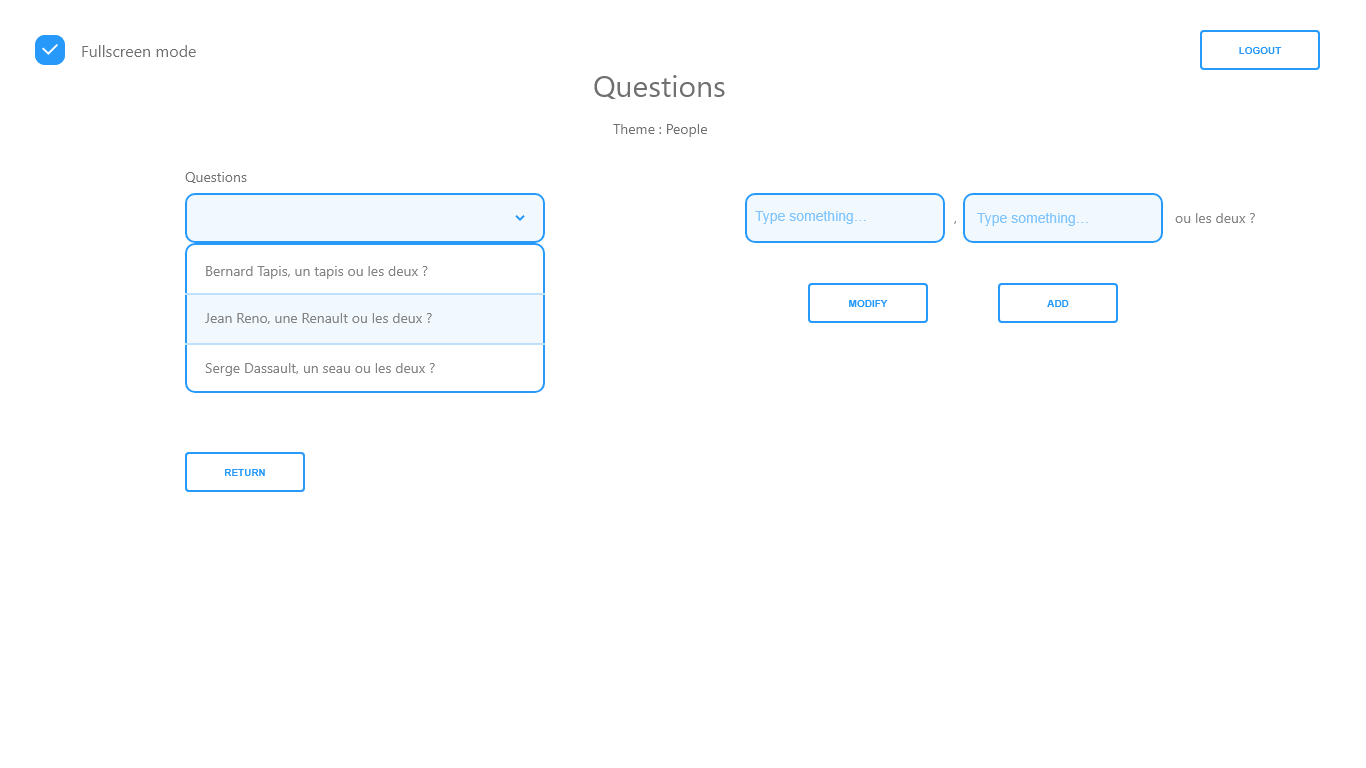 Fullscreen mode
LOGOUT
Questions
Theme : People
Questions
Type something...
,
Type something...
ou les deux ?
Bernard Tapis, un tapis ou les deux ?
Jean Reno, une Renault ou les deux ?
Serge Dassault, un seau ou les deux ?
MODIFY
ADD
RETURN